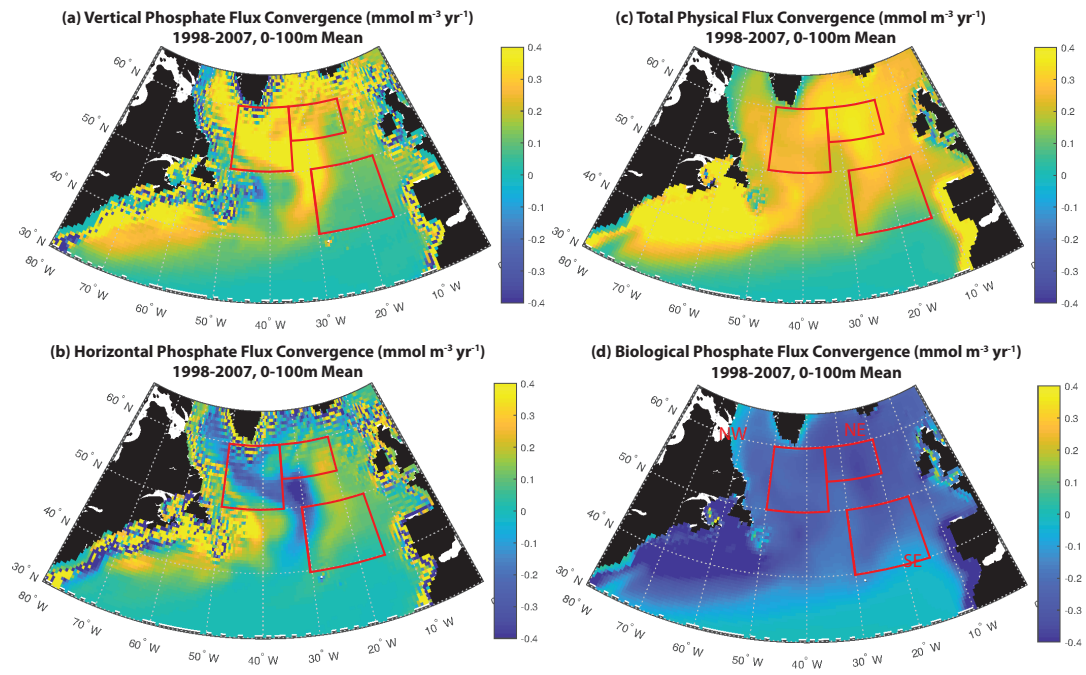 (a) Vertical Phosphate Flux Convergence (mmol m⁻³ yr⁻¹)
1998-2007, 0-100m Mean
60° N
50° N
40° N
30° N
80° W
70° W
60° W
50° W
40° W
30° W
20° W
10° W
0.4
0.3
0.2
0.1
0
-0.1
-0.2
-0.3
-0.4
(c) Total Physical Flux Convergence (mmol m⁻³ yr⁻¹)
1998-2007, 0-100m Mean
60° N
50° N
40° N
30° N
80° W
70° W
60° W
50° W
40° W
30° W
20° W
10° W
0.4
0.3
0.2
0.1
0
-0.1
-0.2
-0.3
-0.4
(b) Horizontal Phosphate Flux Convergence (mmol m⁻³ yr⁻¹)
1998-2007, 0-100m Mean
60° N
50° N
40° N
30° N
80° W
70° W
60° W
50° W
40° W
30° W
20° W
10° W
0.4
0.3
0.2
0.1
0
-0.1
-0.2
-0.3
-0.4
(d) Biological Phosphate Flux Convergence (mmol m⁻³ yr⁻¹)
1998-2007, 0-100m Mean
NW
NE
SE
60° N
50° N
40° N
30° N
80° W
70° W
60° W
50° W
40° W
30° W
20° W
10° W
0.4
0.3
0.2
0.1
0
-0.1
-0.2
-0.3
-0.4